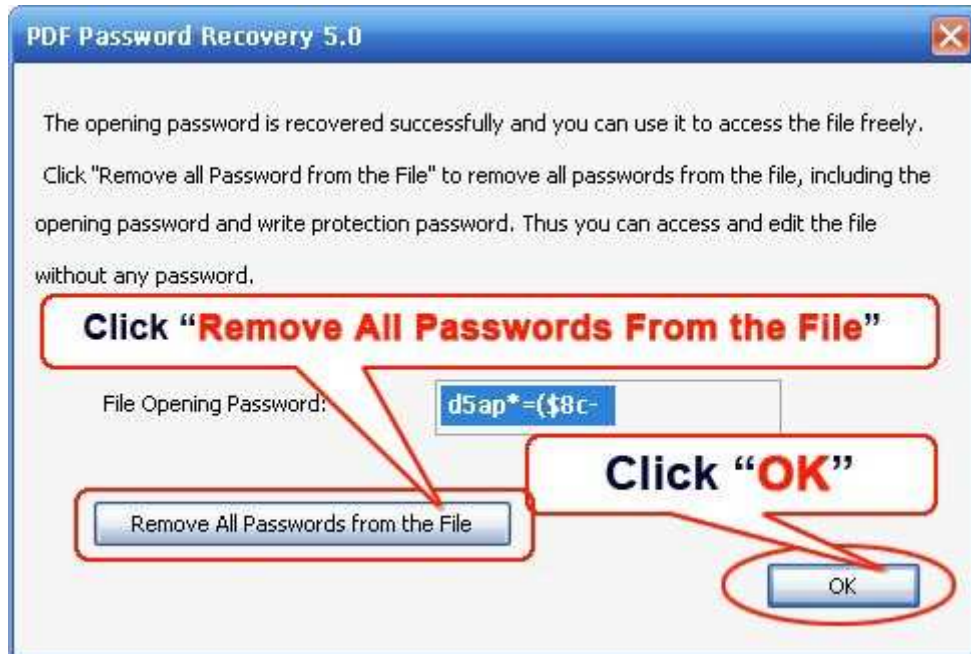 PDF Password Recovery 5.0
The opening password is recovered successfully and you can use it to access the file freely.
Click "Remove all Password from the File" to remove all passwords from the file, including the
opening password and write protection password. Thus you can access and edit the file
without any password.
Click “Remove All Passwords From the File”
File Opening Password:
d5ap*=($8c-
Click “OK”
Remove All Passwords from the File
OK